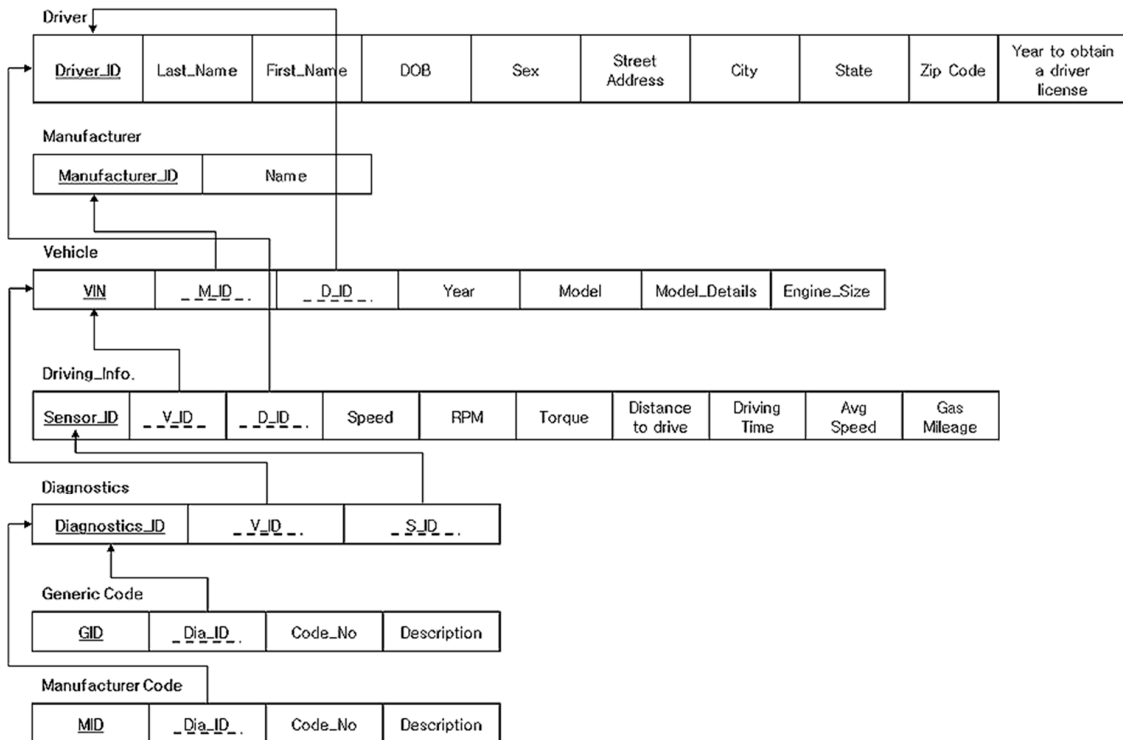 Driver
Driver_ID Last_Name First_Name DOB Sex Street Address City State Zip Code Year to obtain a driver license
Manufacturer
Manufacturer_ID Name
Vehicle
VIN M_ID D_ID Year Model Model_Details Engine_Size
Driving_Info.
Sensor_ID V_ID D_ID Speed RPM Torque Distance to drive Driving Time Avg Speed Gas Mileage
Diagnostics
Diagnostics_ID V_ID S_ID
Generic Code
GID Dia_ID Code_No Description
Manufacturer Code
MID Dia_ID Code_No Description